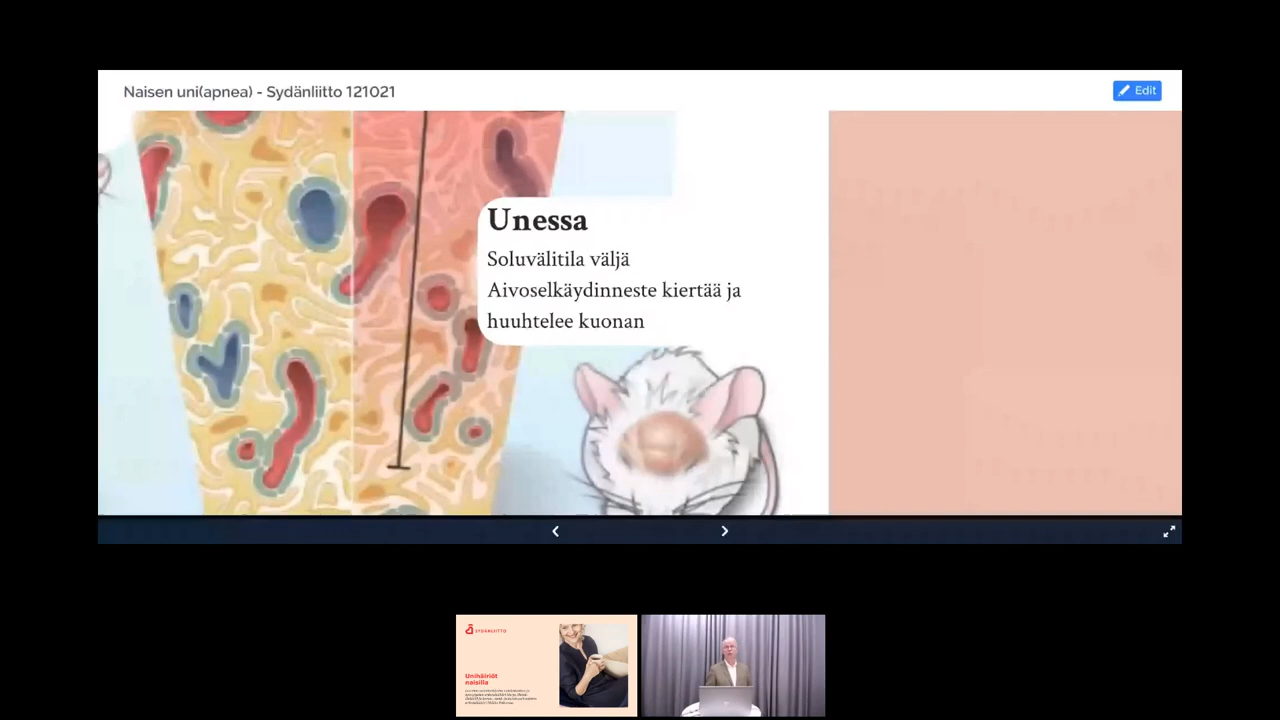 Naisen uni(apnea) - Sydänliitto 121021
Edit
Unessa
Soluvälitila väljä
Aivoselkäydinneste kiertää ja
huuhtelee kuonan
SYDÄNLIITTO
Unihäiriöt
naisilla